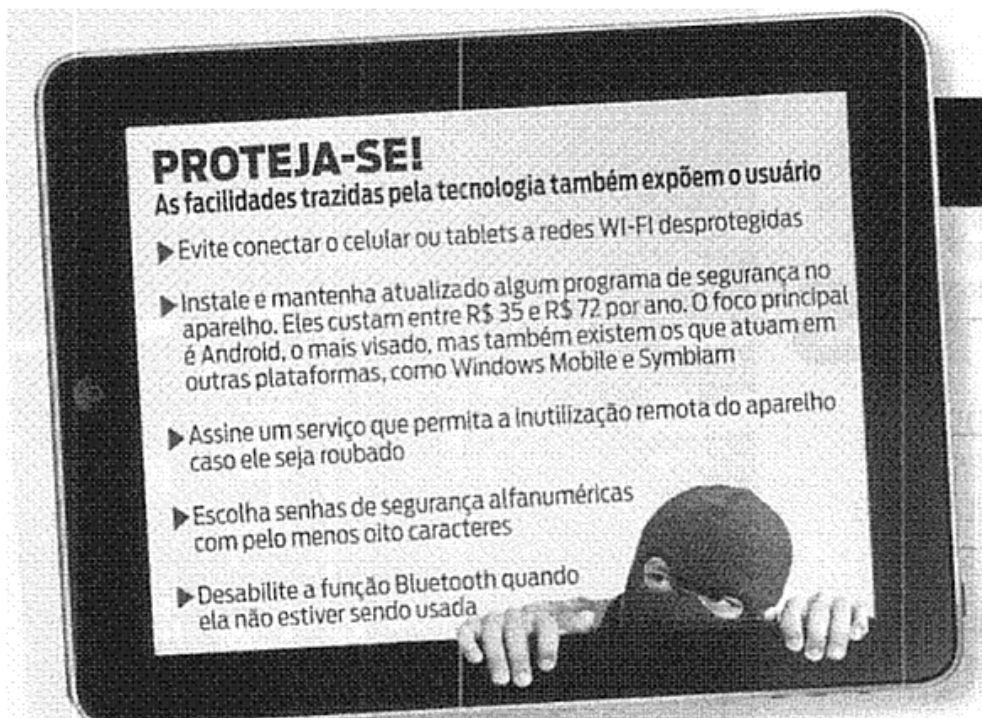 PROTEJA-SE!
As facilidades trazidas pela tecnologia também expõem o usuário
▶ Evite conectar o celular ou tablets a redes WI-FI desprotegidas
▶ Instale e mantenha atualizado algum programa de segurança no
aparelho. Eles custam entre R$ 35 e R$ 72 por ano. O foco principal
é Android, o mais visado, mas também existem os que atuam em
outras plataformas, como Windows Mobile e Symbiam
▶ Assine um serviço que permita a inutilização remota do aparelho
caso ele seja roubado
▶ Escolha senhas de segurança alfanuméricas
com pelo menos oito caracteres
▶ Desabilite a função Bluetooth quando
ela não estiver sendo usada